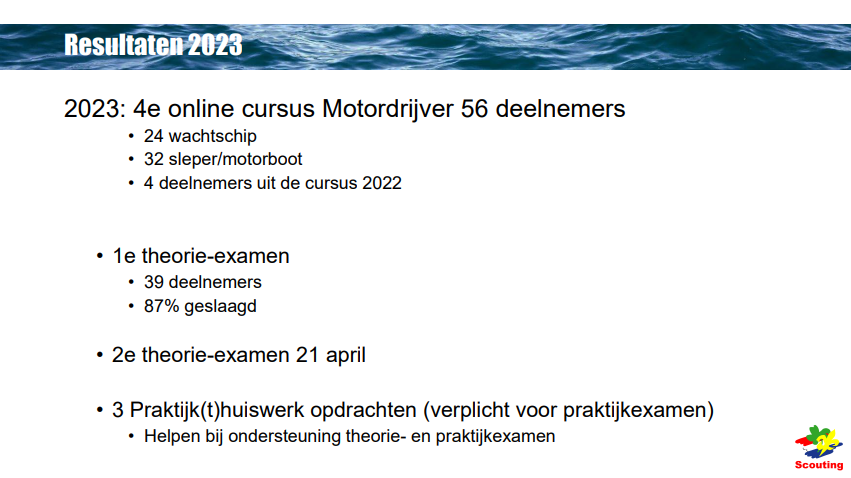 Resultaten 2023
2023: 4e online cursus Motordrijver 56 deelnemers
• 24 wachtschip
• 32 sleper/motorboot
• 4 deelnemers uit de cursus 2022
• 1e theorie-examen
• 39 deelnemers
• 87% geslaagd
• 2e theorie-examen 21 april
• 3 Praktijk(t)huiswerk opdrachten (verplicht voor praktijkexamen)
• Helpen bij ondersteuning theorie- en praktijkexamen
Scouting